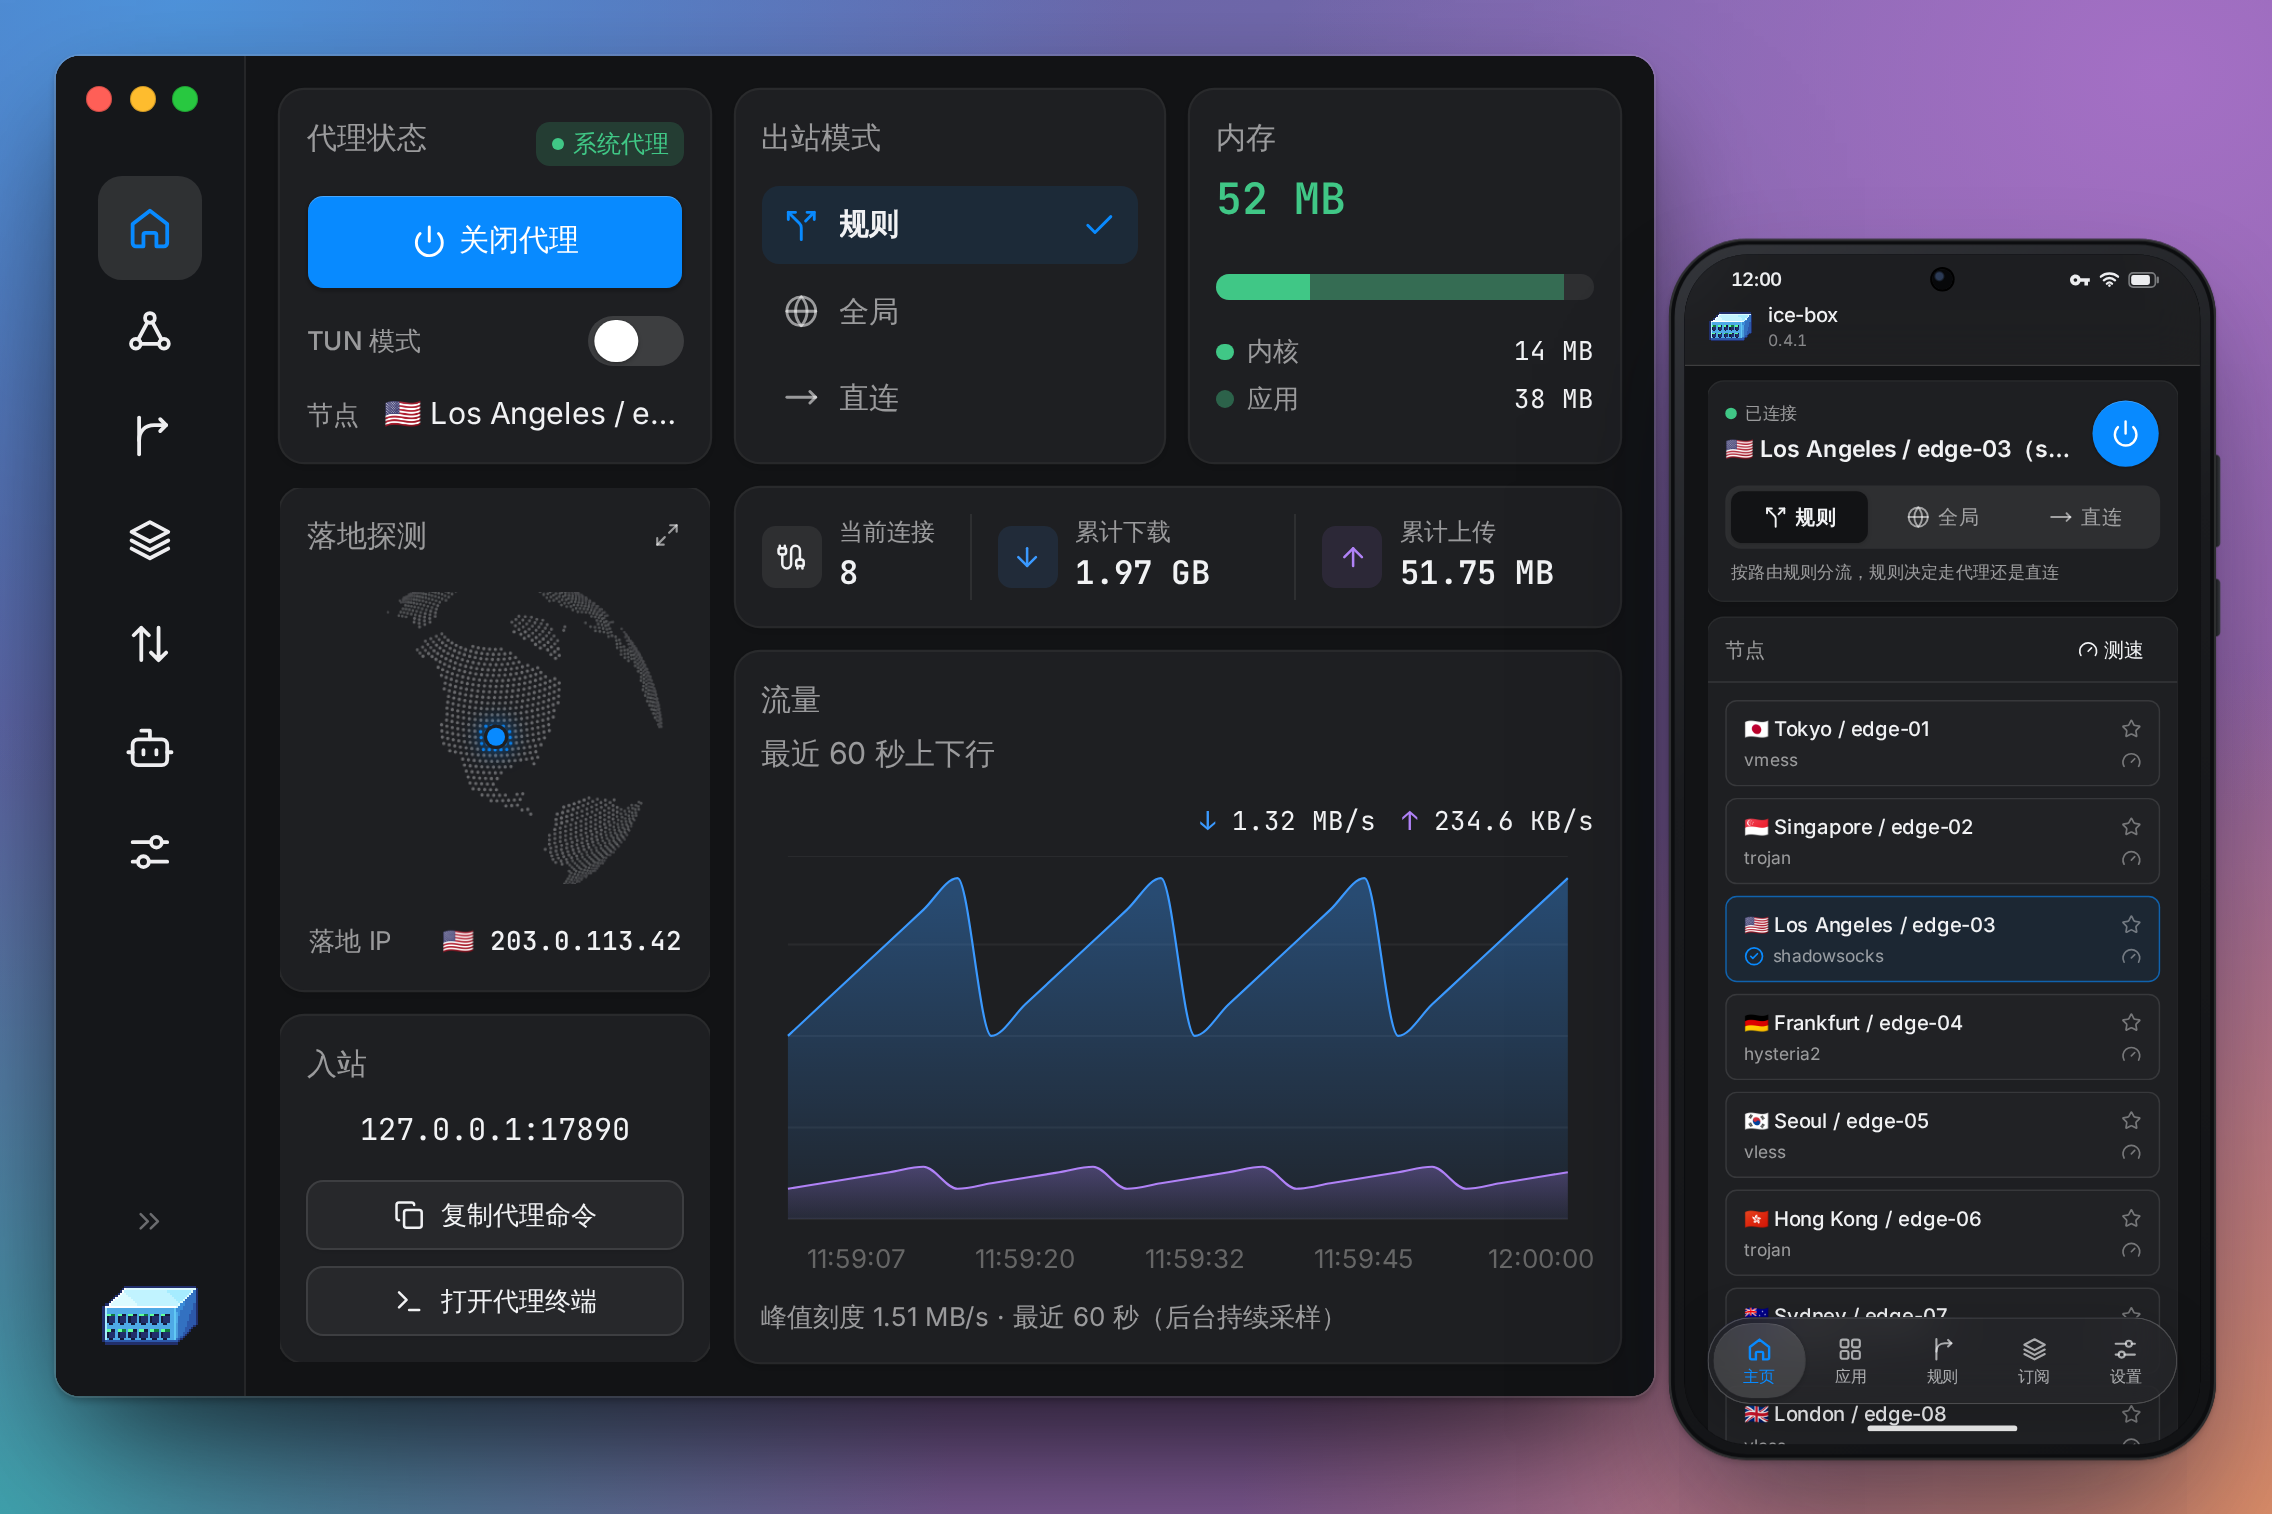 代理状态
系统代理
关闭代理
TUN 模式
节点 🇺🇸 Los Angeles / e...
出站模式
规则
全局
直连
内存
52 MB
内核 14 MB
应用 38 MB
落地探测
落地 IP 🇺🇸 203.0.113.42
当前连接
8
累计下载
1.97 GB
累计上传
51.75 MB
流量
最近 60 秒上下行
↓ 1.32 MB/s ↑ 234.6 KB/s
11:59:07 11:59:20 11:59:32 11:59:45 12:00:00
峰值刻度 1.51 MB/s · 最近 60 秒（后台持续采样）
入站
127.0.0.1:17890
复制代理命令
打开代理终端
12:00
ice-box
0.4.1
已连接
🇺🇸 Los Angeles / edge-03（s...
规则 全局 直连
按路由规则分流，规则决定走代理还是直连
节点 测速
🇯🇵 Tokyo / edge-01
vmess
🇸🇬 Singapore / edge-02
trojan
🇺🇸 Los Angeles / edge-03
shadowsocks
🇩🇪 Frankfurt / edge-04
hysteria2
🇰🇷 Seoul / edge-05
vless
🇭🇰 Hong Kong / edge-06
trojan
🇦🇺 Sydney / edge-07
主页 应用 规则 订阅 设置
🇬🇧 London / edge-08
vless